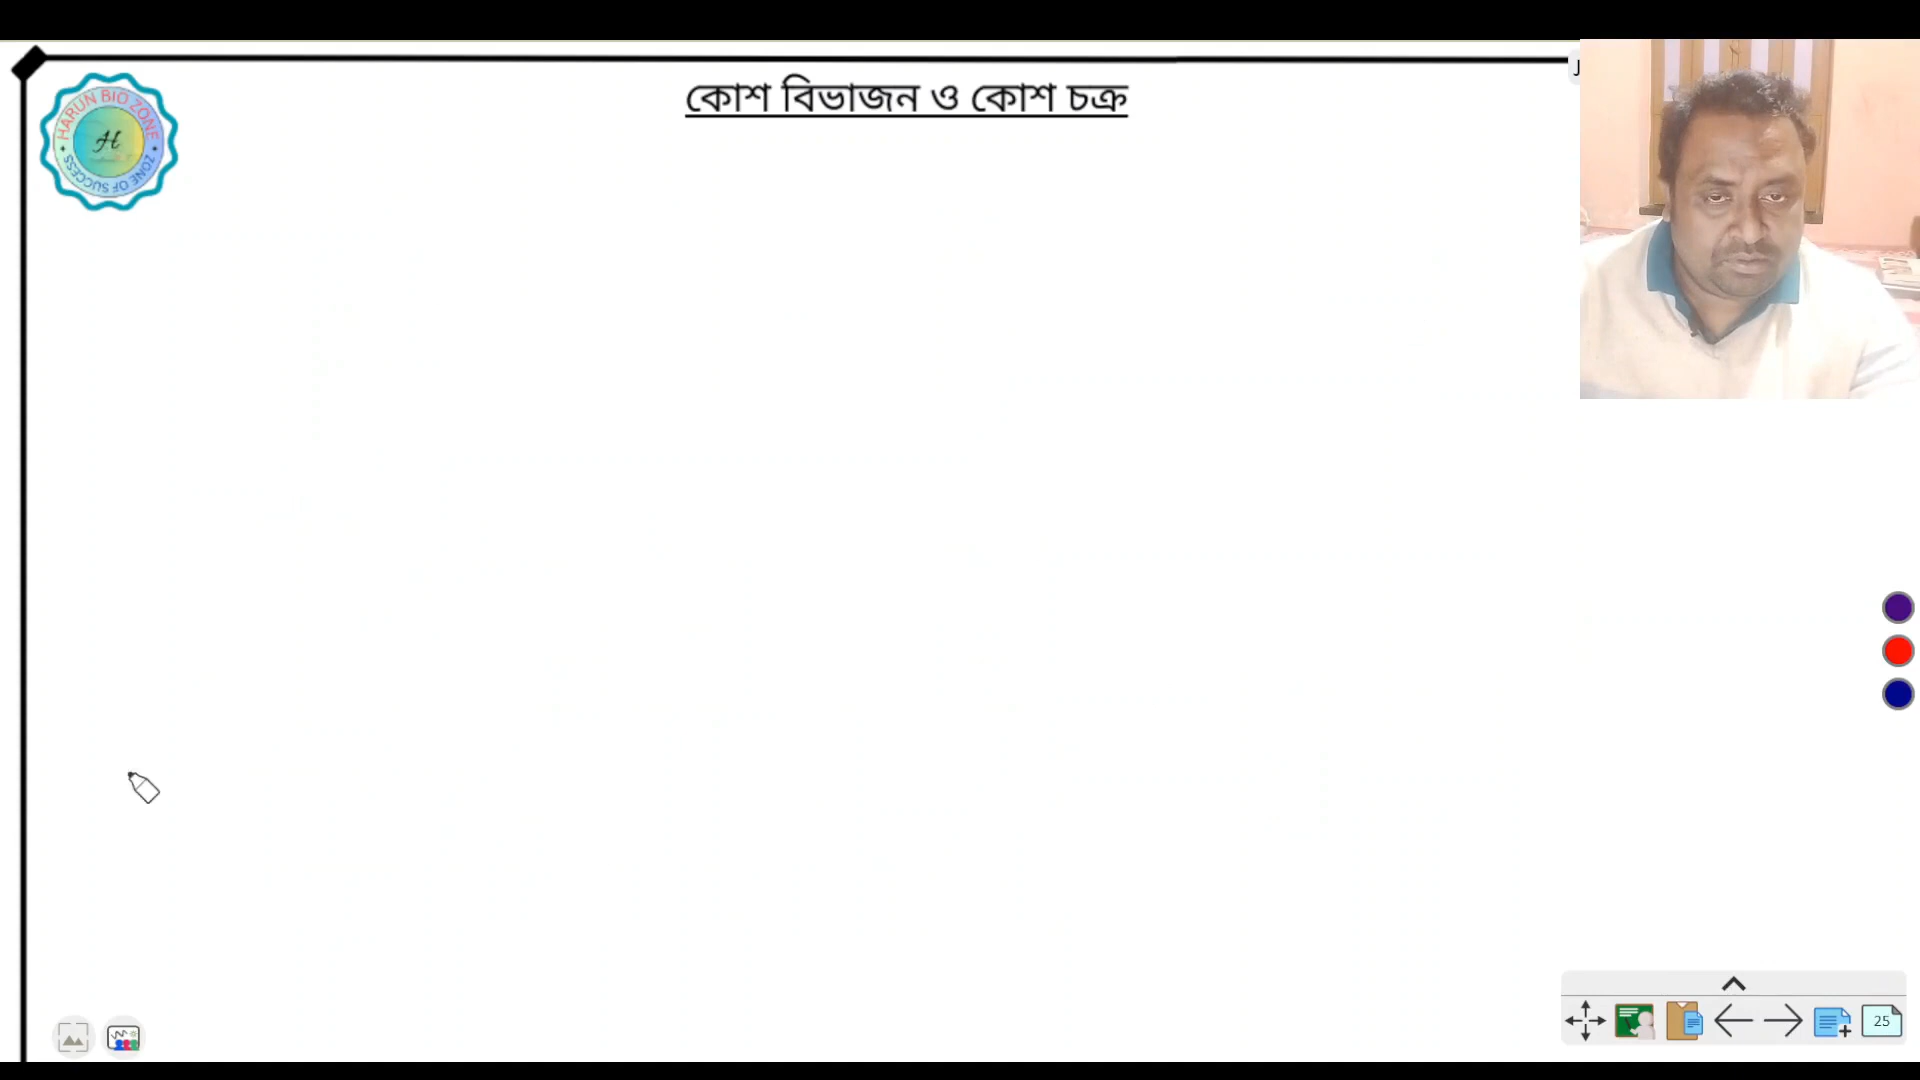 কোশ বিভাজন ও কোশ চক্র
HARUN BIO ZONE
H
ZONE OF SUCCESS
J
25